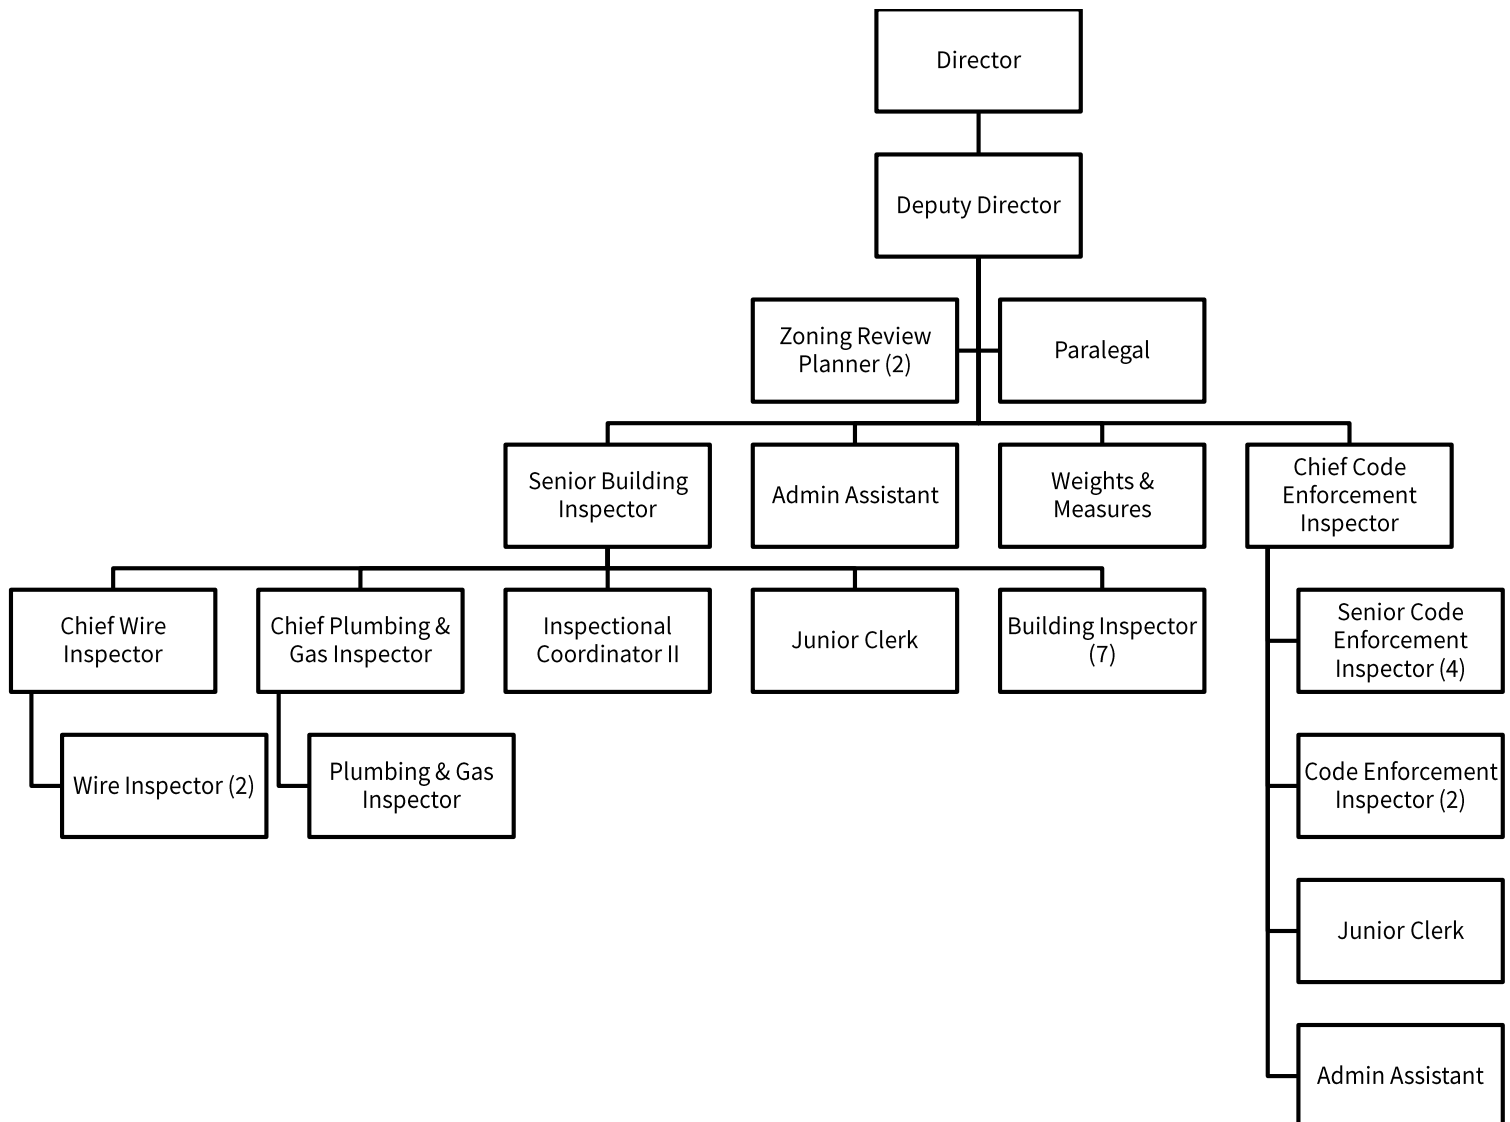 Director
Deputy Director
Zoning Review
Planner (2)
Paralegal
Senior Building
Inspector
Admin Assistant
Weights &
Measures
Chief Code
Enforcement
Inspector
Chief Wire
Inspector
Chief Plumbing &
Gas Inspector
Inspectional
Coordinator II
Junior Clerk
Building Inspector
(7)
Senior Code
Enforcement
Inspector (4)
Wire Inspector (2)
Plumbing & Gas
Inspector
Code Enforcement
Inspector (2)
Junior Clerk
Admin Assistant